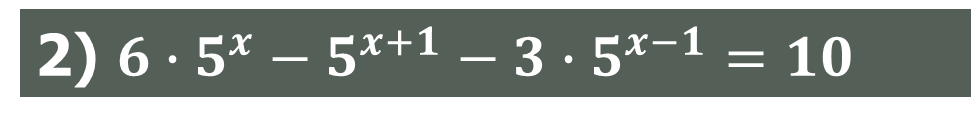 2) 6 · 5^x − 5^{x+1} − 3 · 5^{x−1} = 10